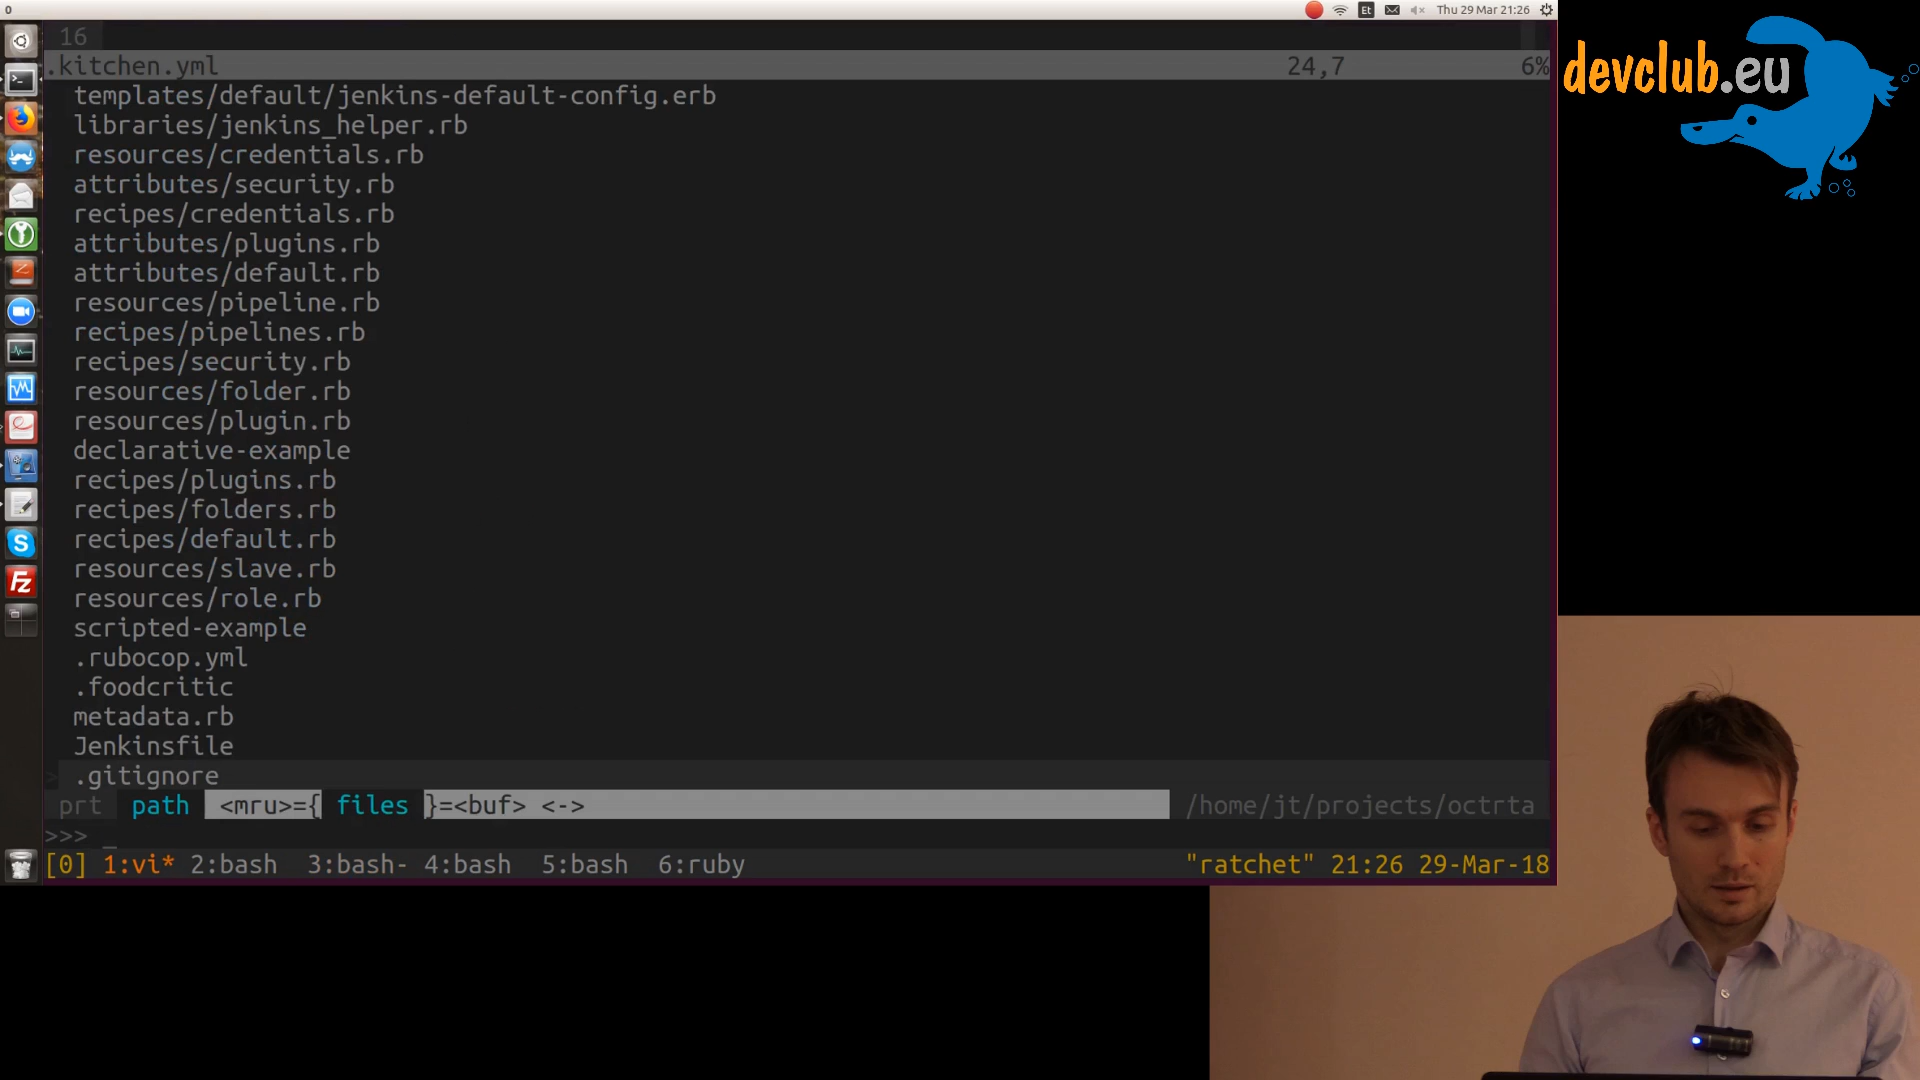 0
Et
Thu 29 Mar 21:26
16
.kitchen.yml 24,7 6%
templates/default/jenkins-default-config.erb
libraries/jenkins_helper.rb
resources/credentials.rb
attributes/security.rb
recipes/credentials.rb
attributes/plugins.rb
attributes/default.rb
resources/pipeline.rb
recipes/pipelines.rb
recipes/security.rb
resources/folder.rb
resources/plugin.rb
declarative-example
recipes/plugins.rb
recipes/folders.rb
recipes/default.rb
resources/slave.rb
resources/role.rb
scripted-example
.rubocop.yml
.foodcritic
metadata.rb
Jenkinsfile
> .gitignore
prt path <mru>={ files }=<buf> <-> /home/jt/projects/octrta
>>> _
[0] 1:vi* 2:bash 3:bash- 4:bash 5:bash 6:ruby "ratchet" 21:26 29-Mar-18
devclub.eu